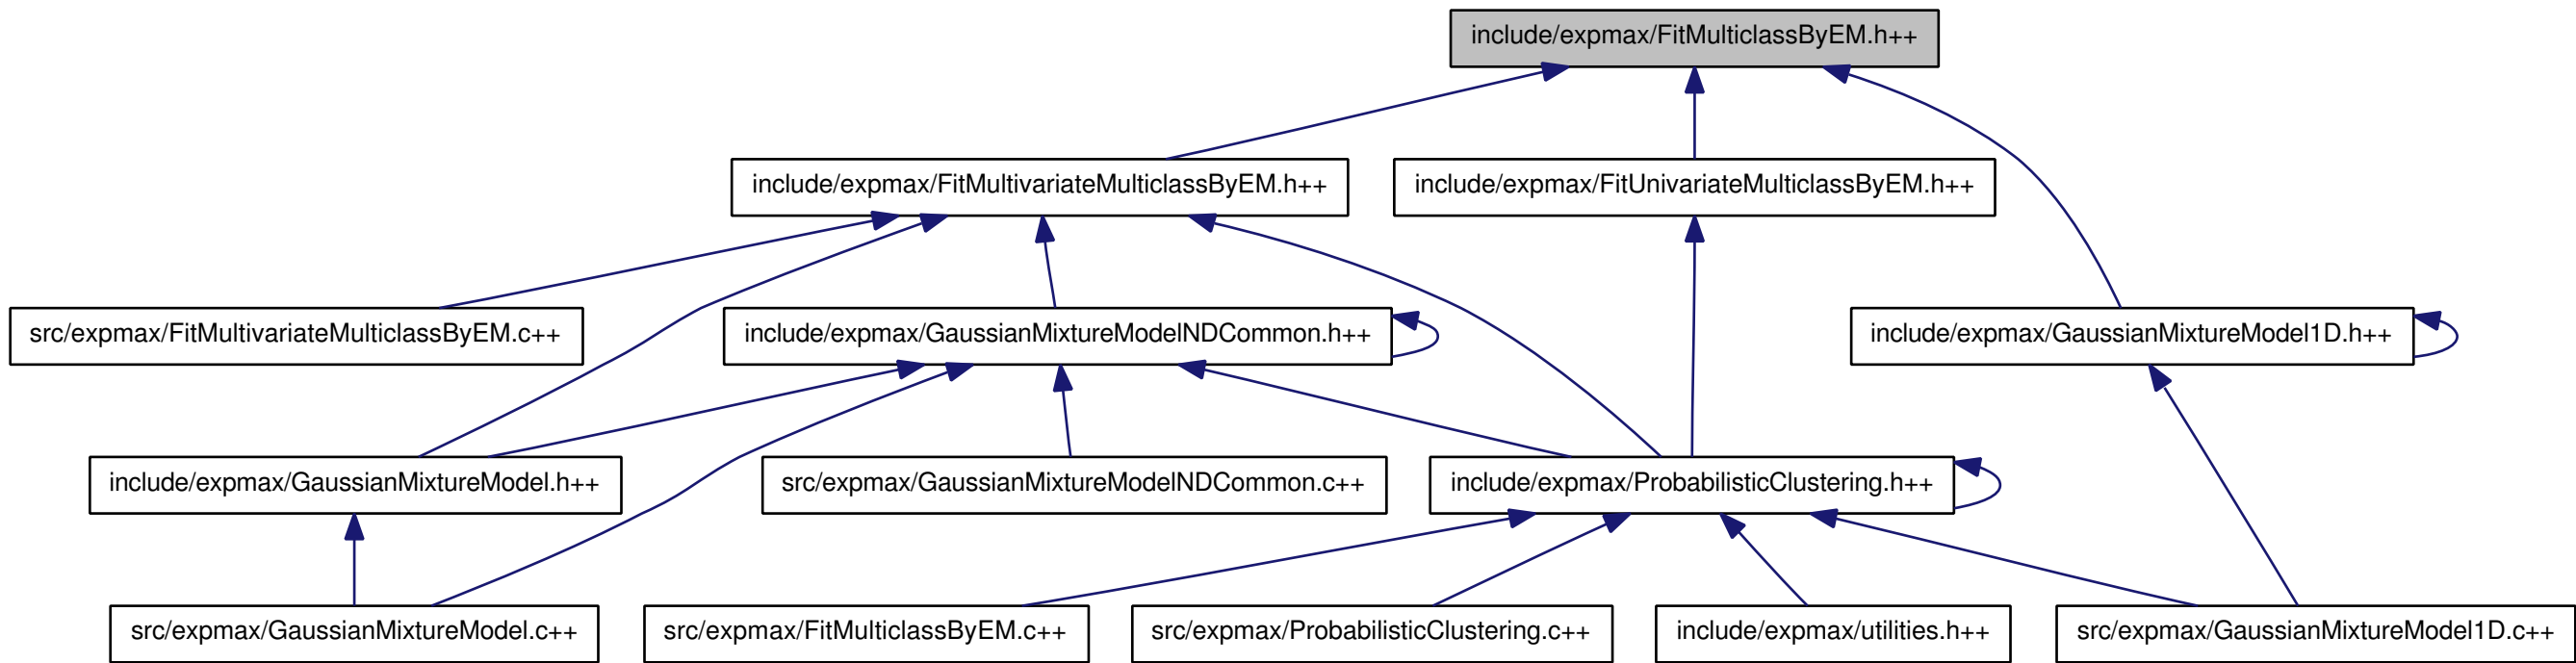 include/expmax/FitMulticlassByEM.h++
include/expmax/FitMultivariateMulticlassByEM.h++
include/expmax/FitUnivariateMulticlassByEM.h++
src/expmax/FitMultivariateMulticlassByEM.c++
include/expmax/GaussianMixtureModelNDCommon.h++
include/expmax/GaussianMixtureModel1D.h++
include/expmax/GaussianMixtureModel.h++
src/expmax/GaussianMixtureModelNDCommon.c++
include/expmax/ProbabilisticClustering.h++
src/expmax/GaussianMixtureModel.c++
src/expmax/FitMulticlassByEM.c++
src/expmax/ProbabilisticClustering.c++
include/expmax/utilities.h++
src/expmax/GaussianMixtureModel1D.c++